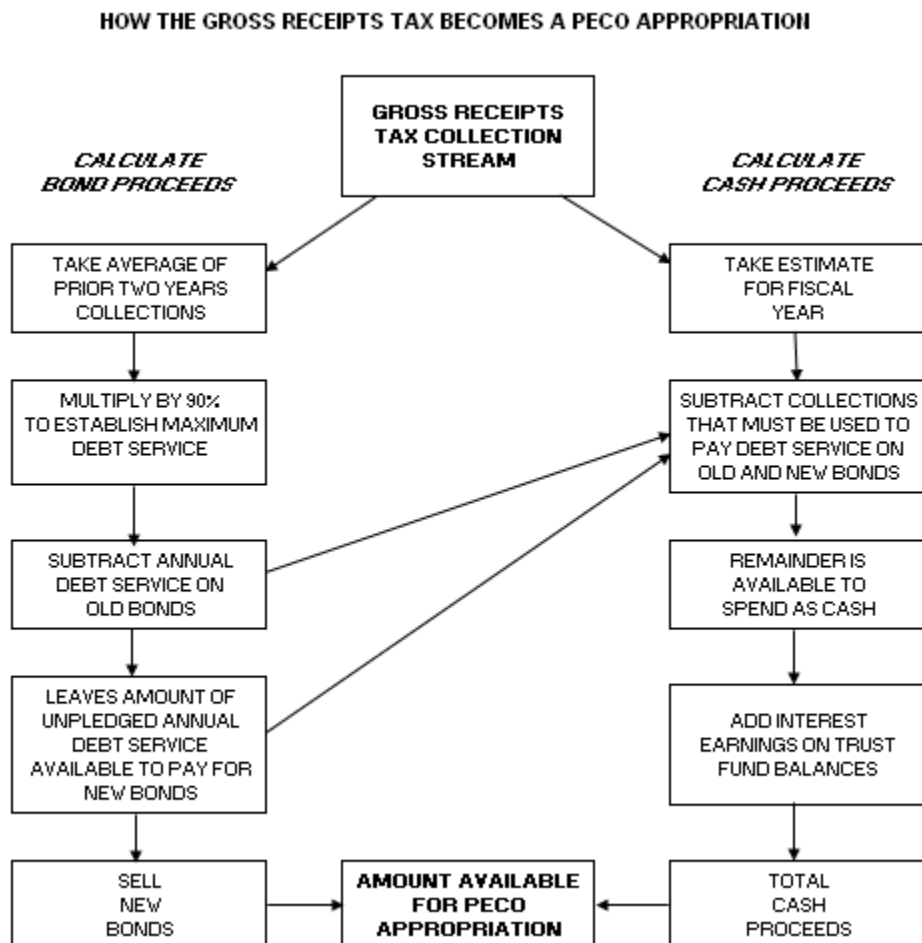 HOW THE GROSS RECEIPTS TAX BECOMES A PECO APPROPRIATION
GROSS RECEIPTS
TAX COLLECTION
STREAM
CALCULATE
BOND PROCEEDS
CALCULATE
CASH PROCEEDS
TAKE AVERAGE OF
PRIOR TWO YEARS
COLLECTIONS
TAKE ESTIMATE
FOR FISCAL
YEAR
MULTIPLY BY 90%
TO ESTABLISH MAXIMUM
DEBT SERVICE
SUBTRACT COLLECTIONS
THAT MUST BE USED TO
PAY DEBT SERVICE ON
OLD AND NEW BONDS
SUBTRACT ANNUAL
DEBT SERVICE ON
OLD BONDS
REMAINDER IS
AVAILABLE TO
SPEND AS CASH
LEAVES AMOUNT OF
UNPLEDGED ANNUAL
DEBT SERVICE
AVAILABLE TO PAY FOR
NEW BONDS
ADD INTEREST
EARNINGS ON TRUST
FUND BALANCES
SELL
NEW
BONDS
AMOUNT AVAILABLE
FOR PECO
APPROPRIATION
TOTAL
CASH
PROCEEDS